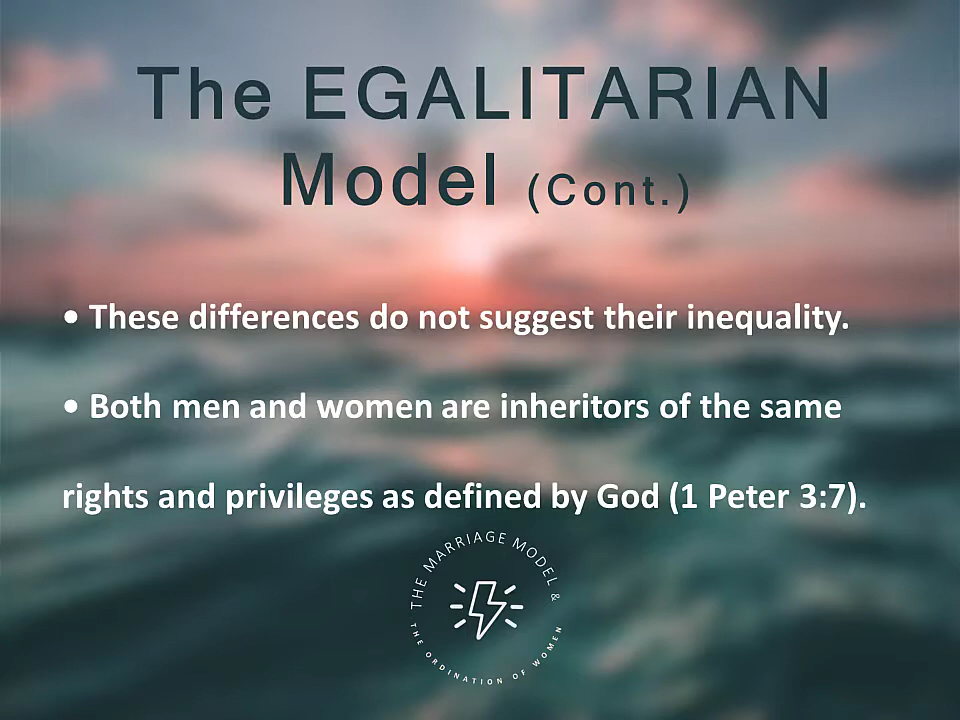 The EGALITARIAN
Model (Cont.)
• These differences do not suggest their inequality.
• Both men and women are inheritors of the same
rights and privileges as defined by God (1 Peter 3:7).
THE MARRIAGE MODEL &
THE ORDINATION OF WOMEN